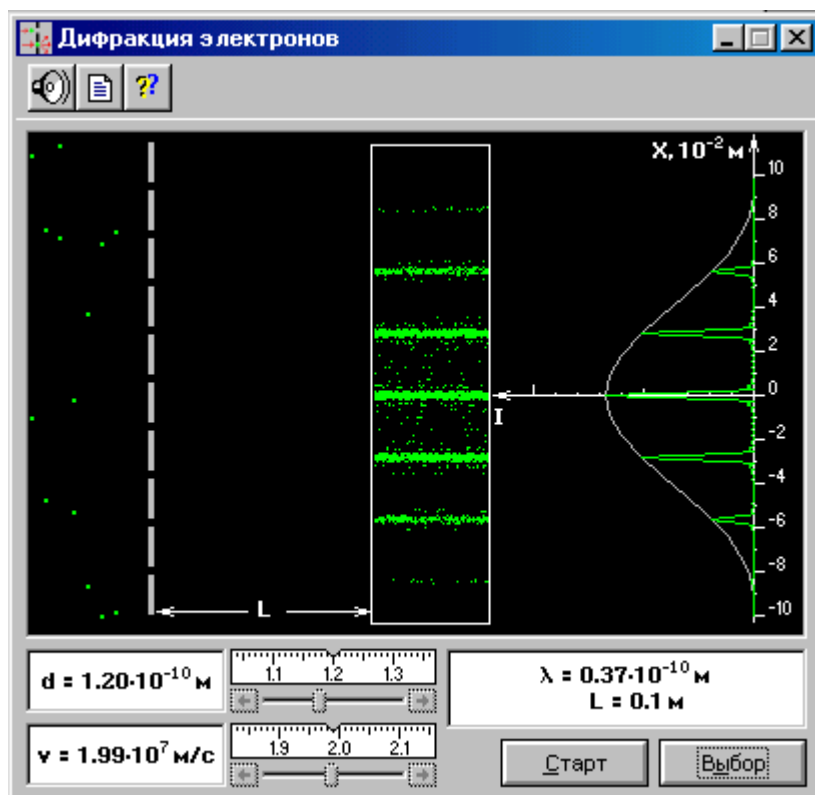 Дифракция электронов
??
X, 10⁻² м
10
8
6
4
2
0
-2
-4
-6
-8
-10
I
L
d = 1.20·10⁻¹⁰ м
1.1 1.2 1.3
λ = 0.37·10⁻¹⁰ м
L = 0.1 м
v = 1.99·10⁷ м/с
1.9 2.0 2.1
Старт
Выбор